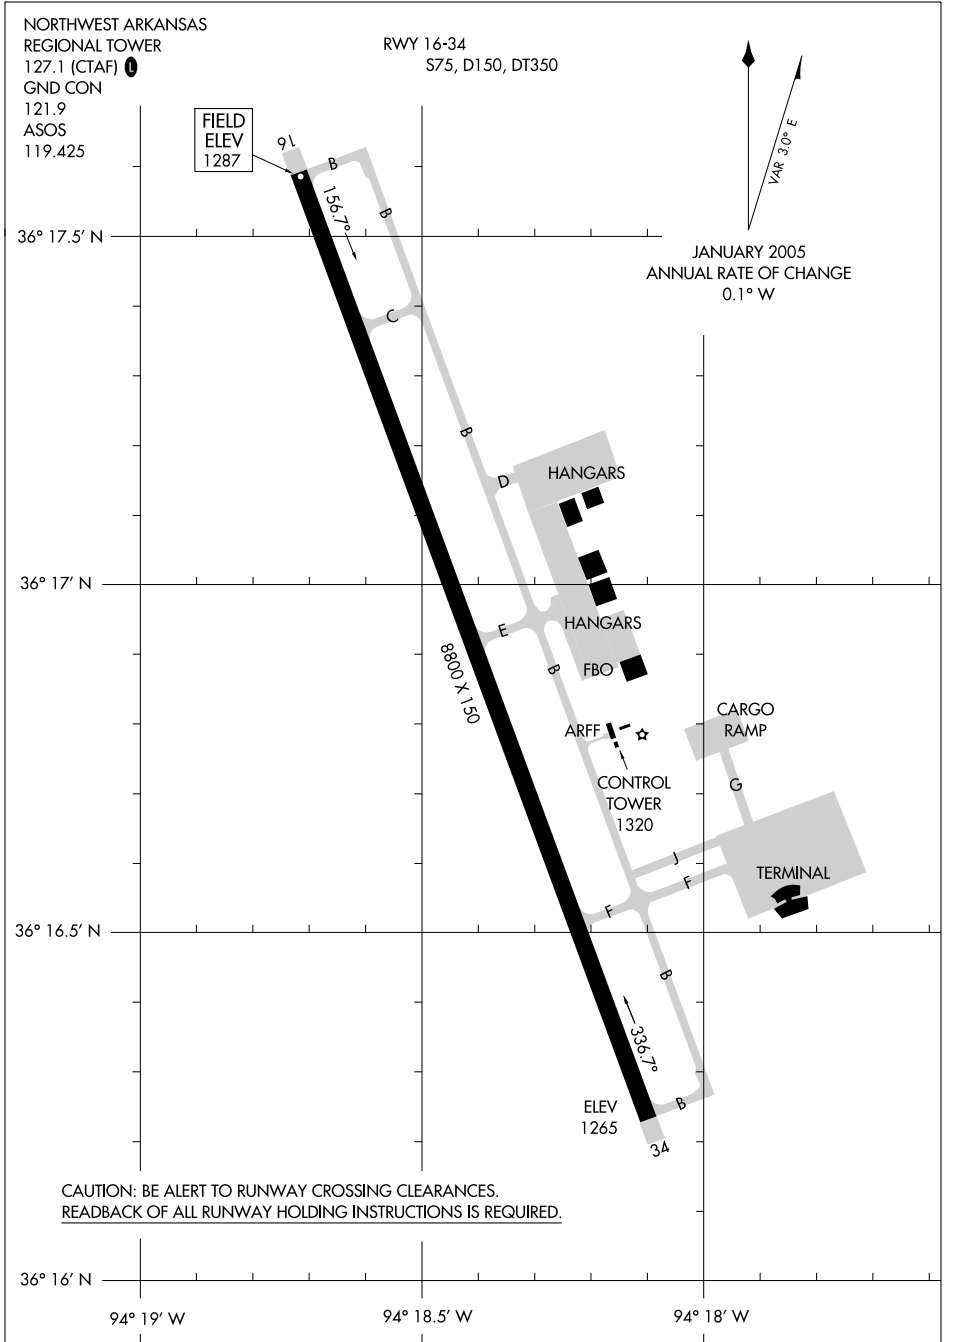 NORTHWEST ARKANSAS
REGIONAL TOWER
127.1 (CTAF) L
GND CON
121.9
ASOS
119.425
RWY 16-34
S75, D150, DT350
VAR 3.0° E
JANUARY 2005
ANNUAL RATE OF CHANGE
0.1° W
FIELD
ELEV
1287
16
B
156.7°
B
36° 17.5' N
C
B
D
HANGARS
36° 17' N
E
HANGARS
8800 X 150
B
FBO
CARGO
RAMP
ARFF
CONTROL
TOWER
1320
G
J
F
TERMINAL
F
36° 16.5' N
B
336.7°
ELEV
1265
B
34
CAUTION: BE ALERT TO RUNWAY CROSSING CLEARANCES.
READBACK OF ALL RUNWAY HOLDING INSTRUCTIONS IS REQUIRED.
36° 16' N
94° 19' W
94° 18.5' W
94° 18' W